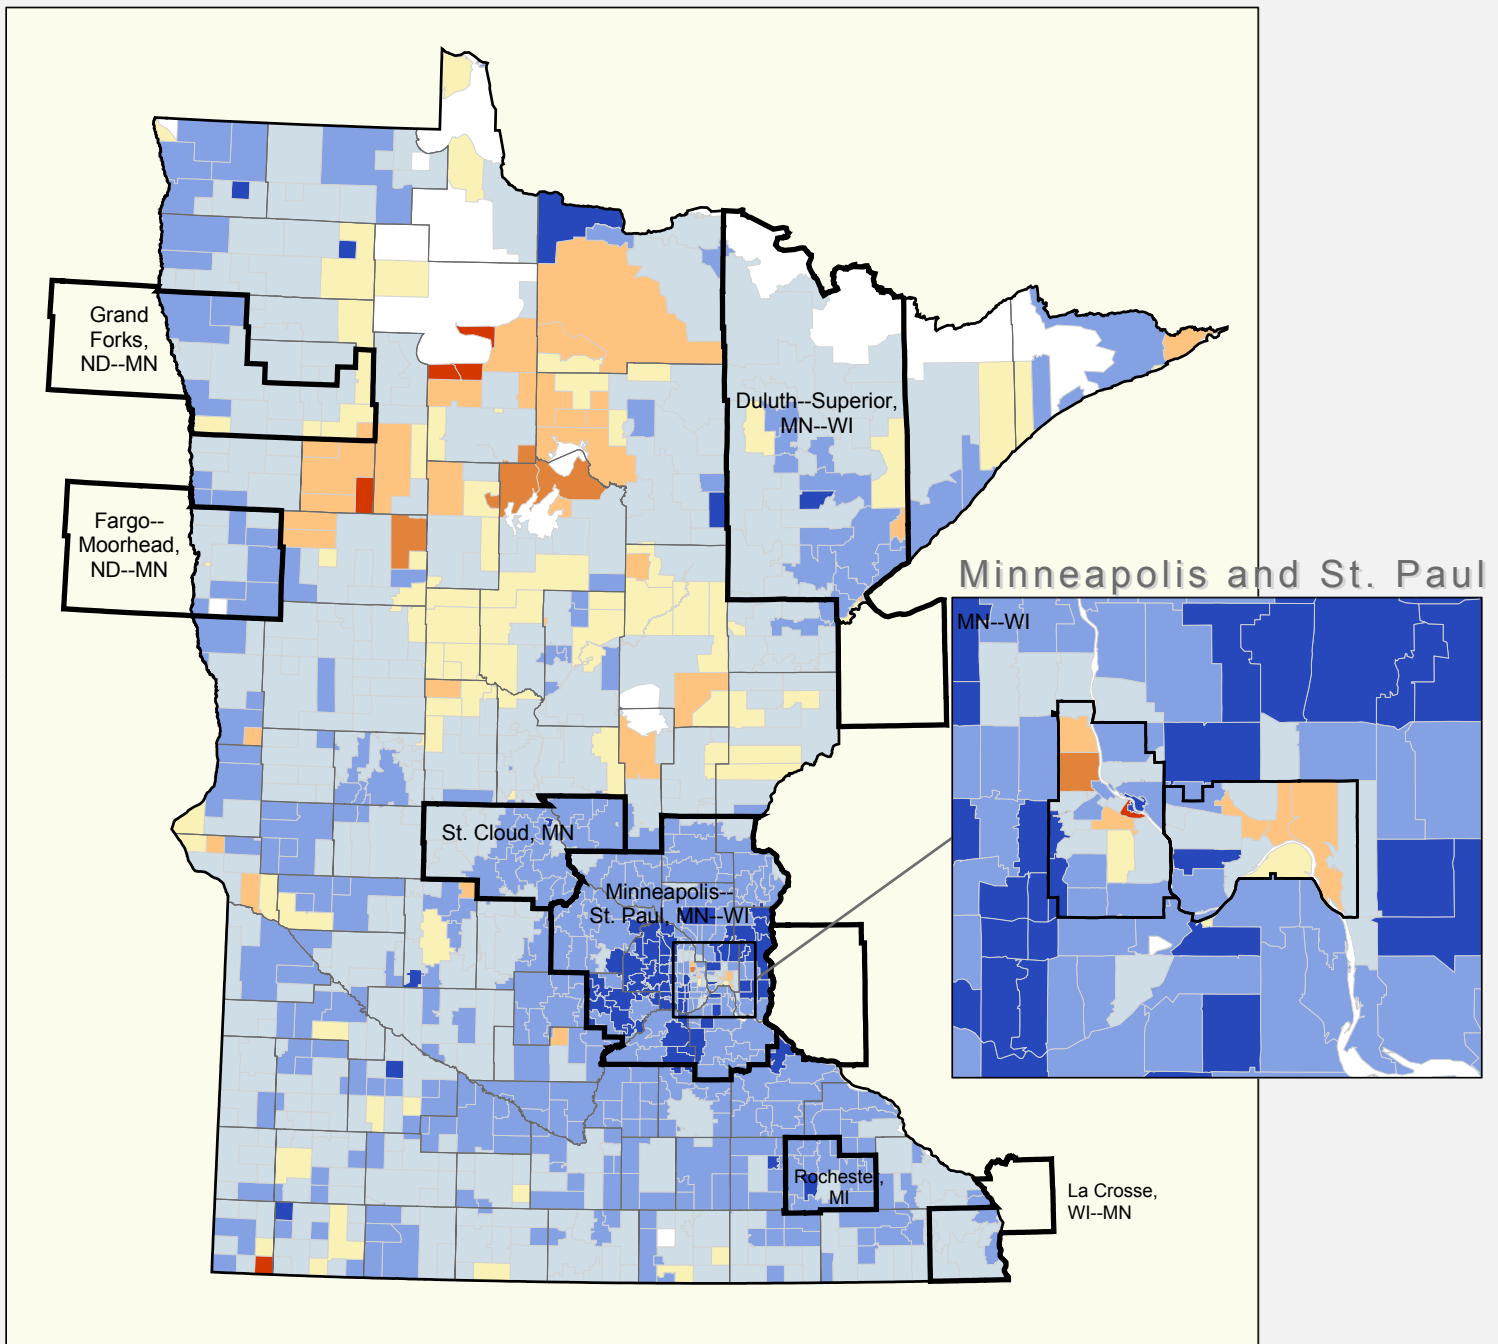 Grand
Forks,
ND--MN
Duluth--Superior,
MN--WI
Fargo--
Moorhead,
ND--MN
Minneapolis and St. Paul
MN--WI
St. Cloud, MN
Minneapolis--
St. Paul, MN--WI
Rochester,
MI
La Crosse,
WI--MN